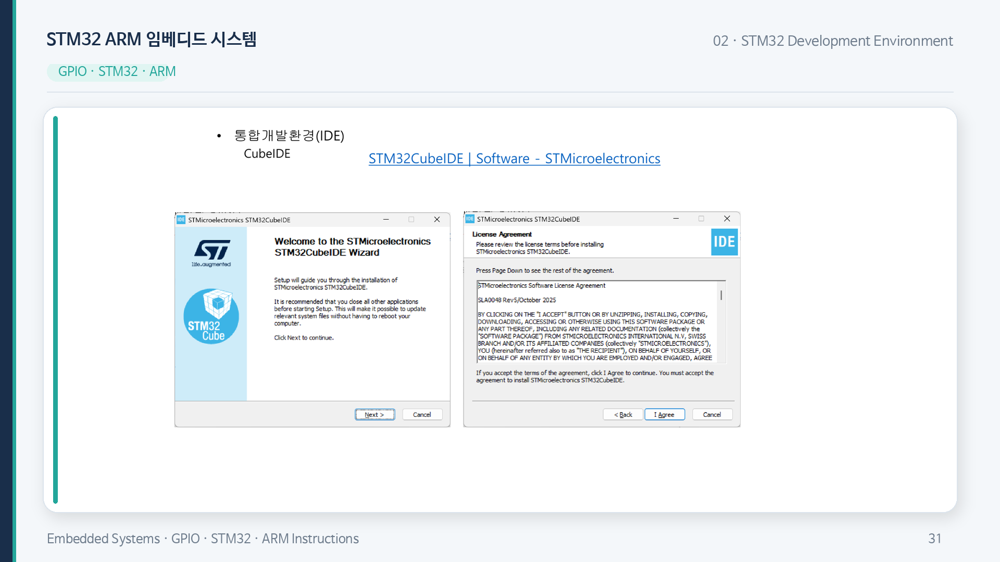 STM32 ARM 임베디드 시스템
02 · STM32 Development Environment
GPIO · STM32 · ARM
• 통합개발환경(IDE)
CubeIDE
STM32CubeIDE | Software - STMicroelectronics
IDE STMicroelectronics STM32CubeIDE
ST
life.augmented
STM32
Cube
Welcome to the STMicroelectronics
STM32CubeIDE Wizard
Setup will guide you through the installation of
STMicroelectronics STM32CubeIDE.
It is recommended that you close all other applications
before starting Setup. This will make it possible to update
relevant system files without having to reboot your
computer.
Click Next to continue.
Next >
Cancel
IDE STMicroelectronics STM32CubeIDE
License Agreement
Please review the license terms before installing
STMicroelectronics STM32CubeIDE.
IDE
Press Page Down to see the rest of the agreement.
STMicroelectronics Software License Agreement
SLA0048 Rev5/October 2025
BY CLICKING ON THE "I ACCEPT" BUTTON OR BY UNZIPPING, INSTALLING, COPYING,
DOWNLOADING, ACCESSING OR OTHERWISE USING THIS SOFTWARE PACKAGE OR
ANY PART THEREOF, INCLUDING ANY RELATED DOCUMENTATION (collectively the
"SOFTWARE PACKAGE") FROM STMICROELECTRONICS INTERNATIONAL N.V, SWISS
BRANCH AND/OR ITS AFFILIATED COMPANIES (collectively "STMICROELECTRONICS"),
YOU (hereinafter referred also to as "THE RECIPIENT"), ON BEHALF OF YOURSELF, OR
ON BEHALF OF ANY ENTITY BY WHICH YOU ARE EMPLOYED AND/OR ENGAGED, AGREE
If you accept the terms of the agreement, click I Agree to continue. You must accept the
agreement to install STMicroelectronics STM32CubeIDE.
< Back
I Agree
Cancel
Embedded Systems · GPIO · STM32 · ARM Instructions
31